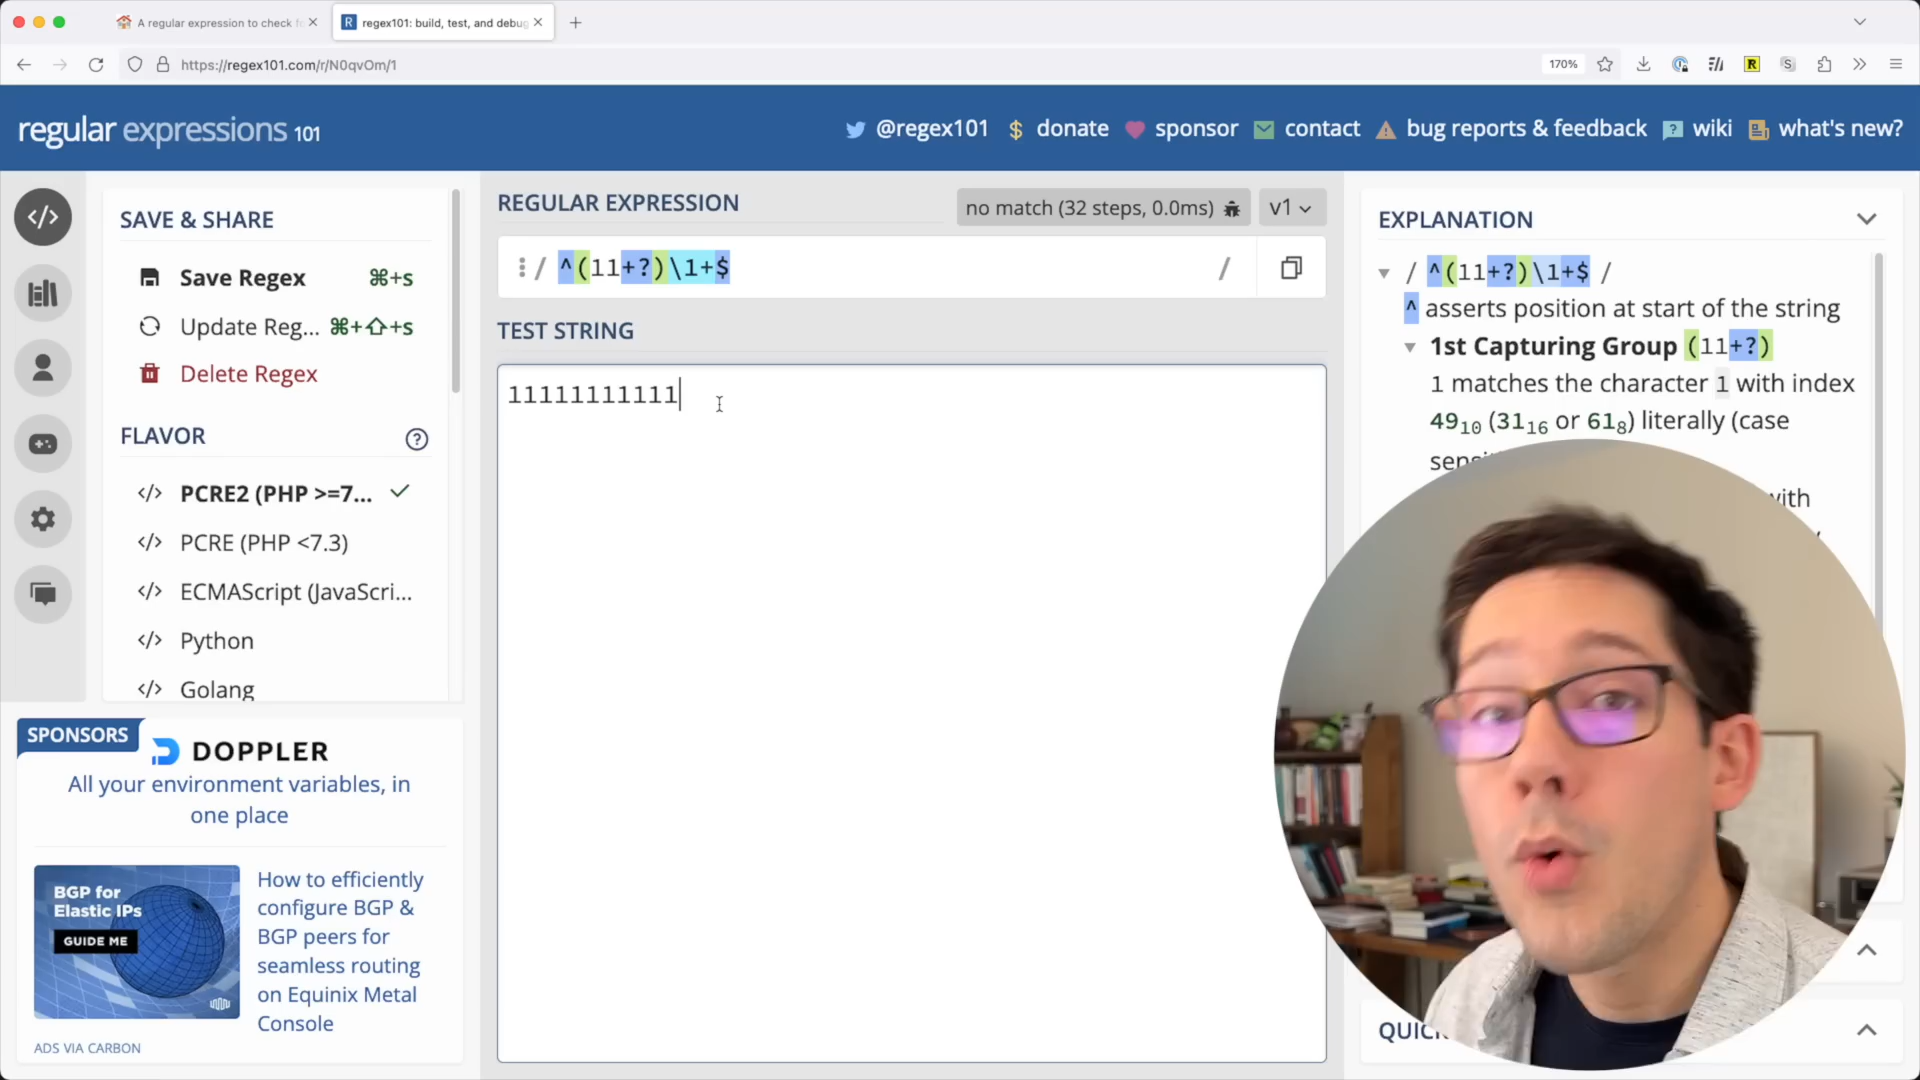 A regular expression to check f
regex101: build, test, and debug
https://regex101.com/r/N0qvOm/1
170%
regular expressions 101
@regex101
donate
sponsor
contact
bug reports & feedback
wiki
what's new?
SAVE & SHARE
Save Regex ⌘+s
Update Reg... ⌘+⇧+s
Delete Regex
FLAVOR
PCRE2 (PHP >=7...
PCRE (PHP <7.3)
ECMAScript (JavaScri...
Python
Golang
SPONSORS
DOPPLER
All your environment variables, in
one place
BGP for
Elastic IPs
GUIDE ME
How to efficiently
configure BGP &
BGP peers for
seamless routing
on Equinix Metal
Console
ADS VIA CARBON
REGULAR EXPRESSION
no match (32 steps, 0.0ms)
v1
/ ^(11+?)\1+$ /
TEST STRING
11111111111
EXPLANATION
/ ^(11+?)\1+$ /
^ asserts position at start of the string
1st Capturing Group (11+?)
1 matches the character 1 with index
49₁₀ (31₁₆ or 61₈) literally (case